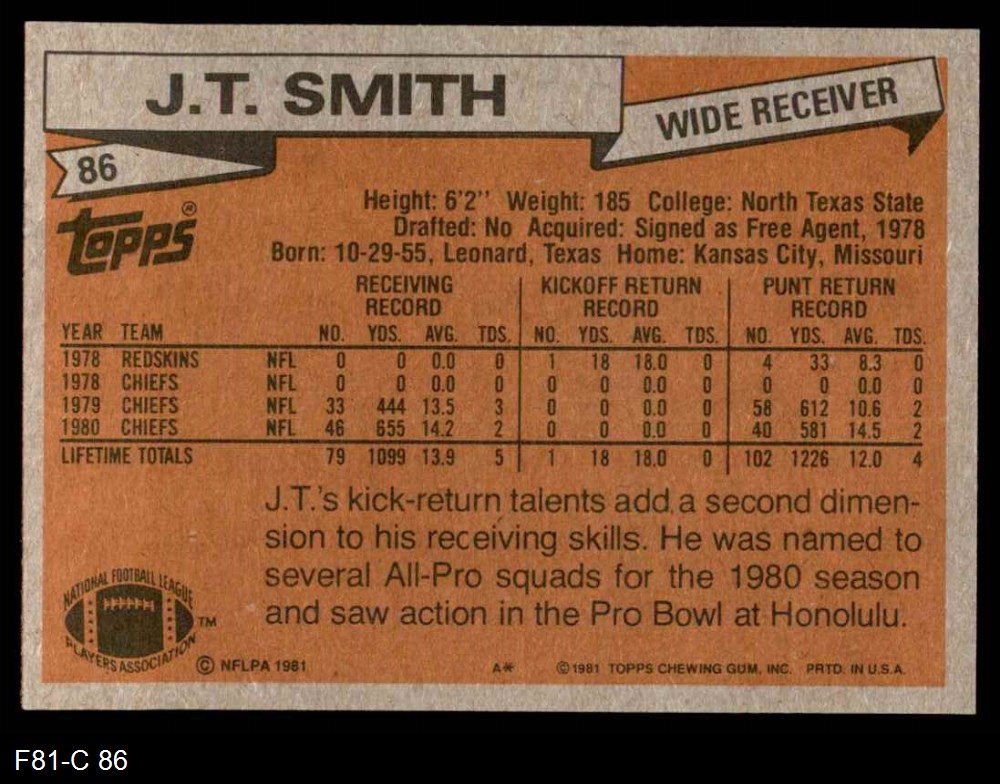 J.T. SMITH
WIDE RECEIVER
86
Topps®
Height: 6'2'' Weight: 185 College: North Texas State
Drafted: No Acquired: Signed as Free Agent, 1978
Born: 10-29-55, Leonard, Texas Home: Kansas City, Missouri
RECEIVING RECORD KICKOFF RETURN RECORD PUNT RETURN RECORD
YEAR TEAM NO. YDS. AVG. TDS. NO. YDS. AVG. TDS. NO. YDS. AVG. TDS.
1978 REDSKINS NFL 0 0 0.0 0 1 18 18.0 0 4 33 8.3 0
1978 CHIEFS NFL 0 0 0.0 0 0 0 0.0 0 0 0 0.0 0
1979 CHIEFS NFL 33 444 13.5 3 0 0 0.0 0 58 612 10.6 2
1980 CHIEFS NFL 46 655 14.2 2 0 0 0.0 0 40 581 14.5 2
LIFETIME TOTALS 79 1099 13.9 5 1 18 18.0 0 102 1226 12.0 4
J.T.'s kick-return talents add a second dimen-
sion to his receiving skills. He was named to
several All-Pro squads for the 1980 season
and saw action in the Pro Bowl at Honolulu.
NATIONAL FOOTBALL LEAGUE
PLAYERS ASSOCIATION
TM
© NFLPA 1981
A*
© 1981 TOPPS CHEWING GUM, INC. PRTD. IN U.S.A.
F81-C 86